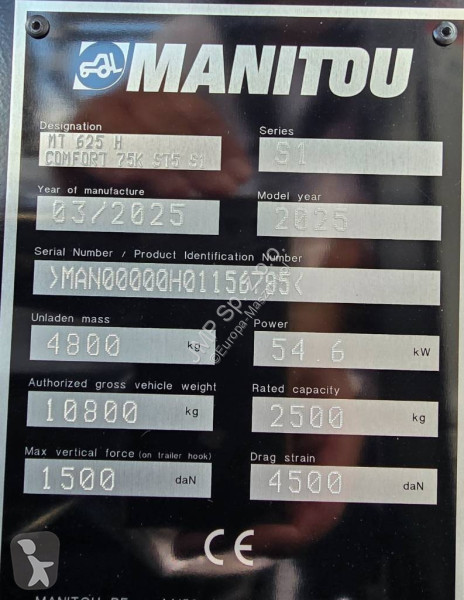 MANITOU
Designation
MT 625 H
COMFORT 75K ST5 S1
Series
S1
Year of manufacture
03/2025
Model year
2025
Serial Number / Product Identification Number
>MAN00000H01156785<
Unladen mass
4800 kg
Power
54.6 kW
Authorized gross vehicle weight
10800 kg
Rated capacity
2500 kg
Max vertical force (on trailer hook)
1500 daN
Drag strain
4500 daN
CE